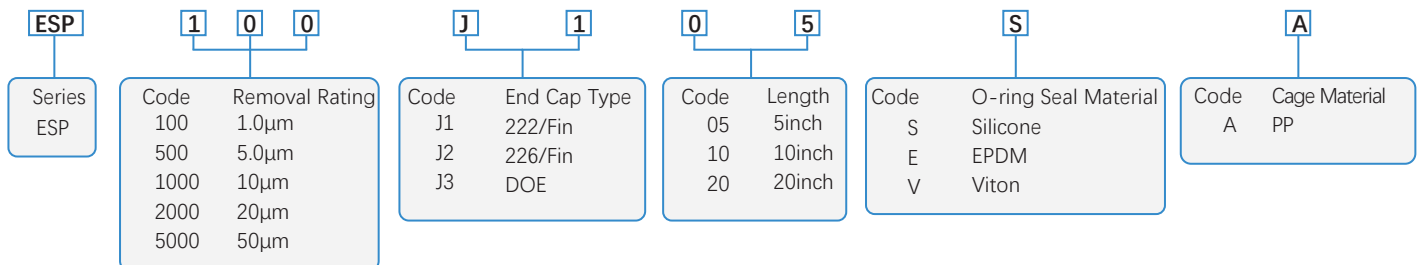 ESP 1 0 0 J 1 0 5 S A
Series
ESP
Code Removal Rating
100 1.0μm
500 5.0μm
1000 10μm
2000 20μm
5000 50μm
Code End Cap Type
J1 222/Fin
J2 226/Fin
J3 DOE
Code Length
05 5inch
10 10inch
20 20inch
Code O-ring Seal Material
S Silicone
E EPDM
V Viton
Code Cage Material
A PP